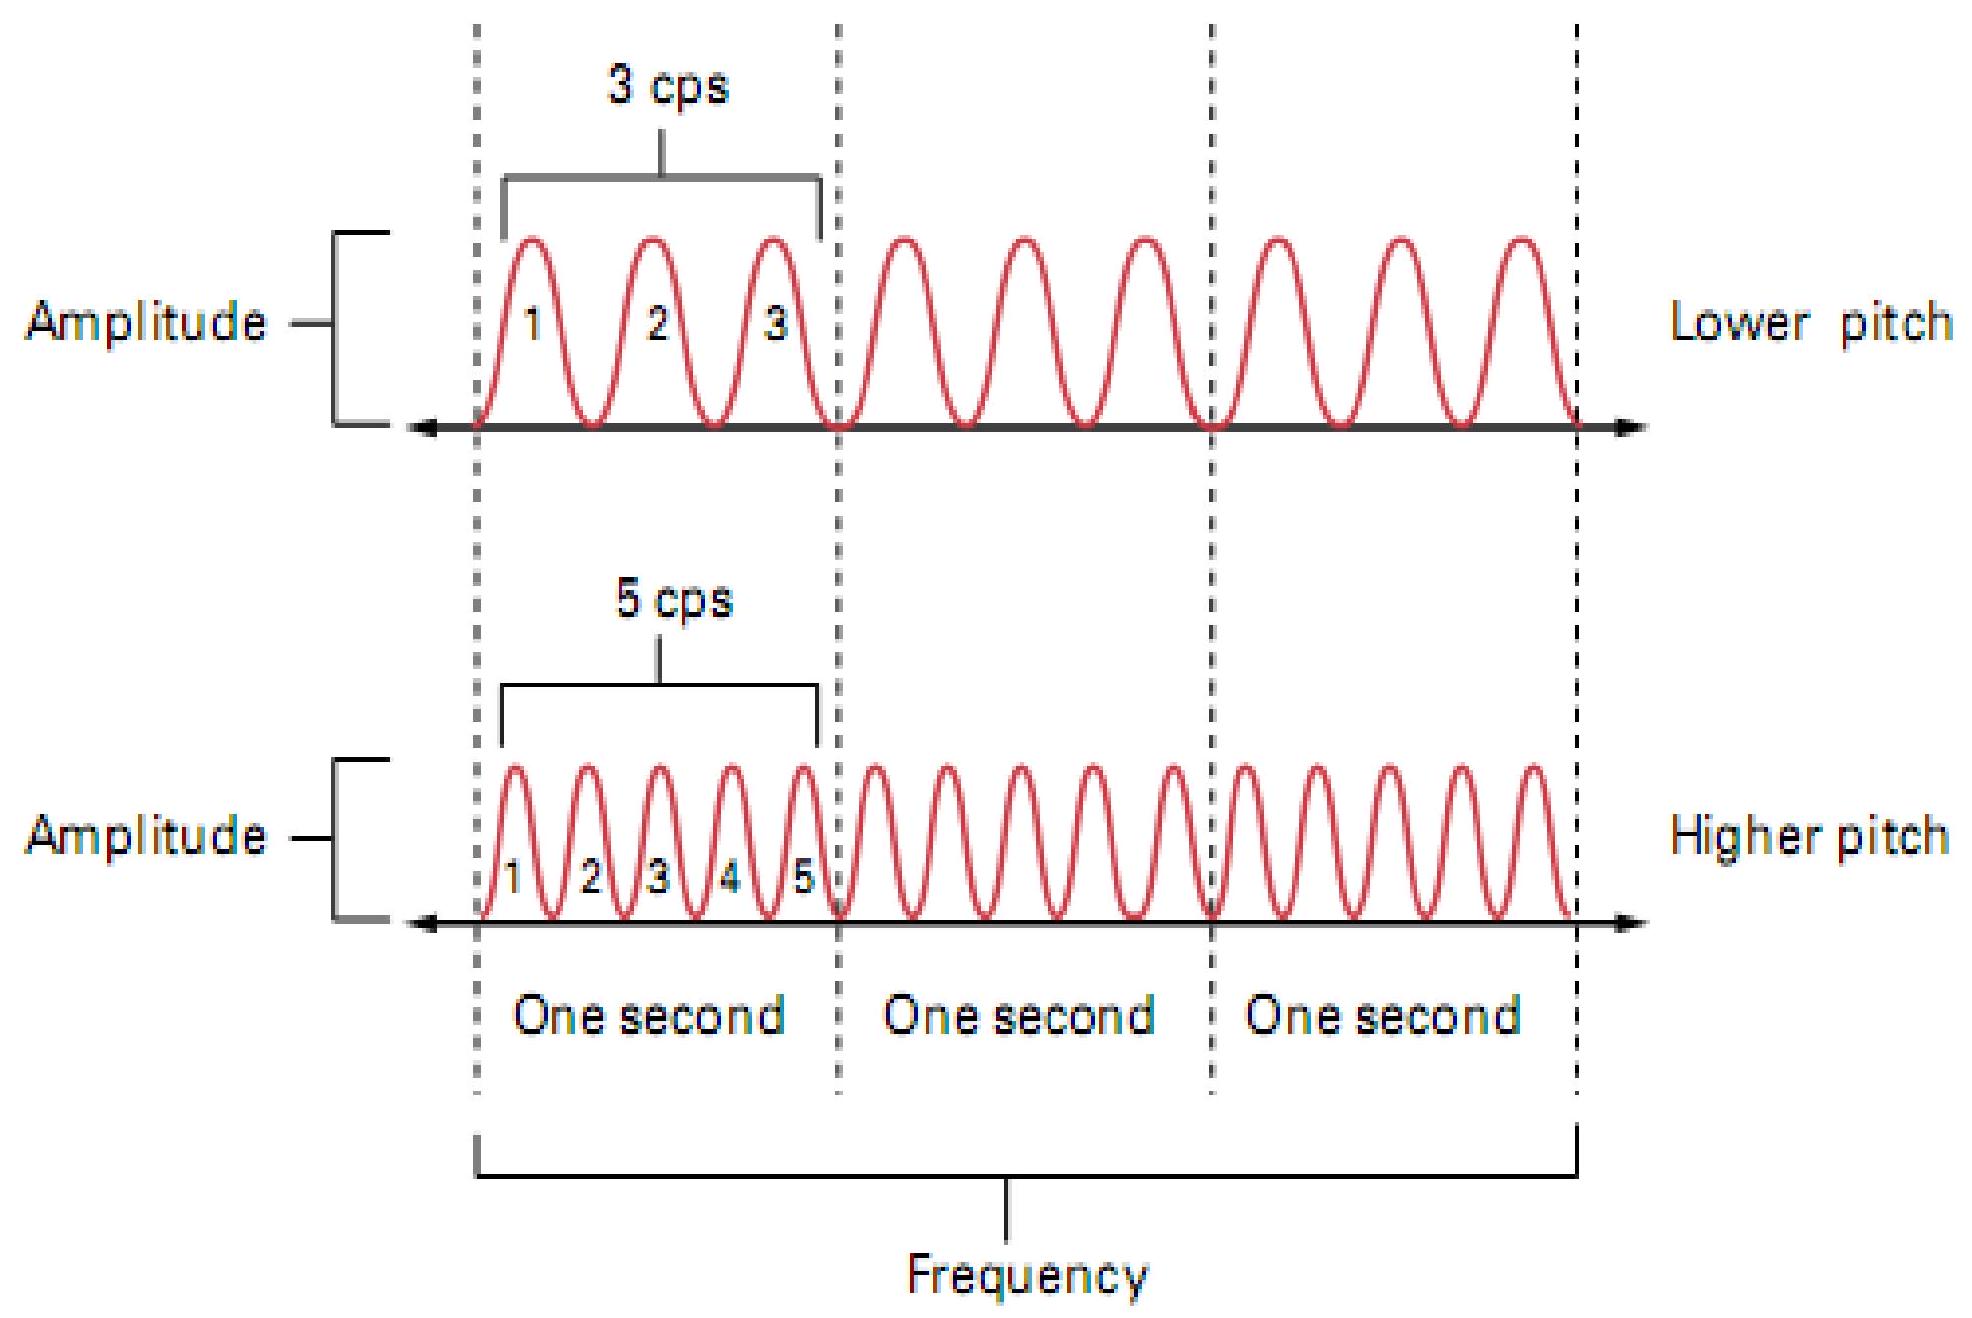 3 cps
Amplitude
1 2 3
Lower pitch
5 cps
Amplitude
1 2 3 4 5
Higher pitch
One second
One second
One second
Frequency